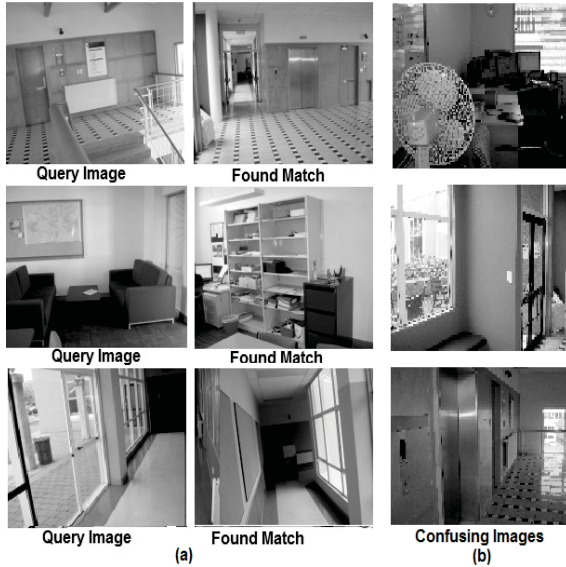 Query Image Found Match
Query Image Found Match
Query Image Found Match Confusing Images
(a) (b)